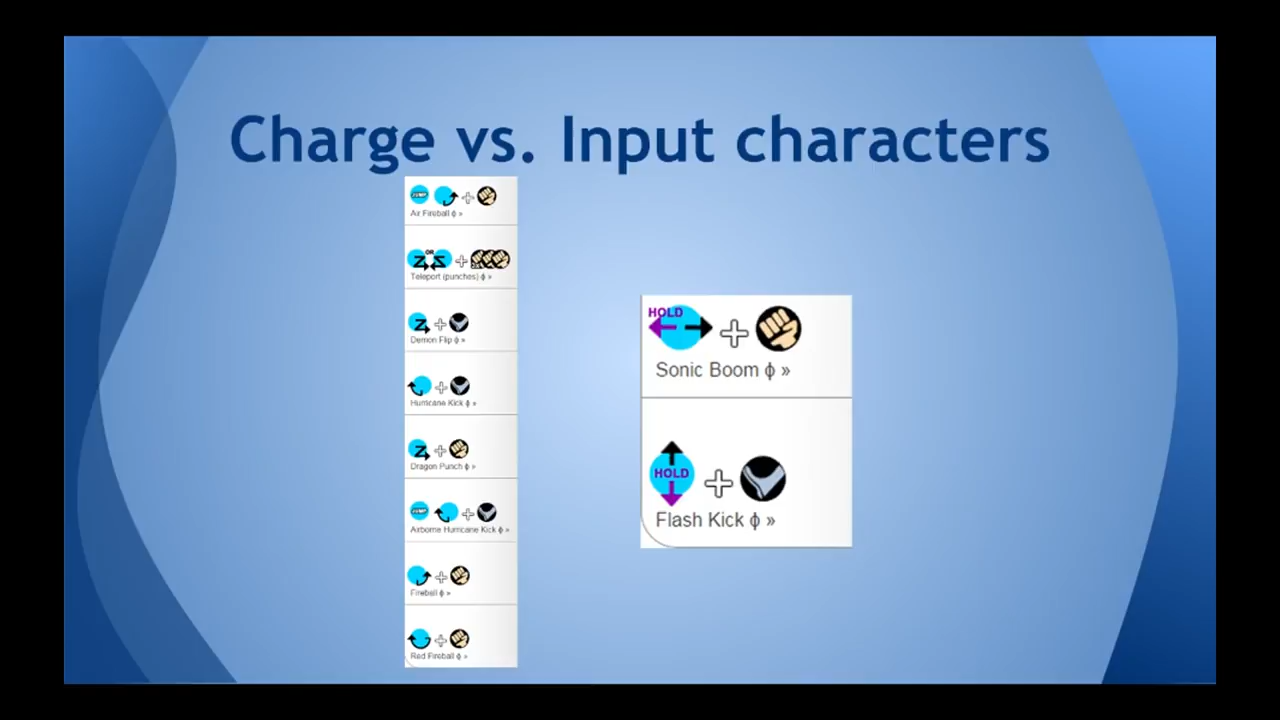 Charge vs. Input characters
JUMP
Air Fireball ϕ »
OR
Teleport (punches) ϕ »
Demon Flip ϕ »
Hurricane Kick ϕ »
Dragon Punch ϕ »
JUMP
Airborne Hurricane Kick ϕ »
Fireball ϕ »
Red Fireball ϕ »
HOLD
Sonic Boom ϕ »
HOLD
Flash Kick ϕ »